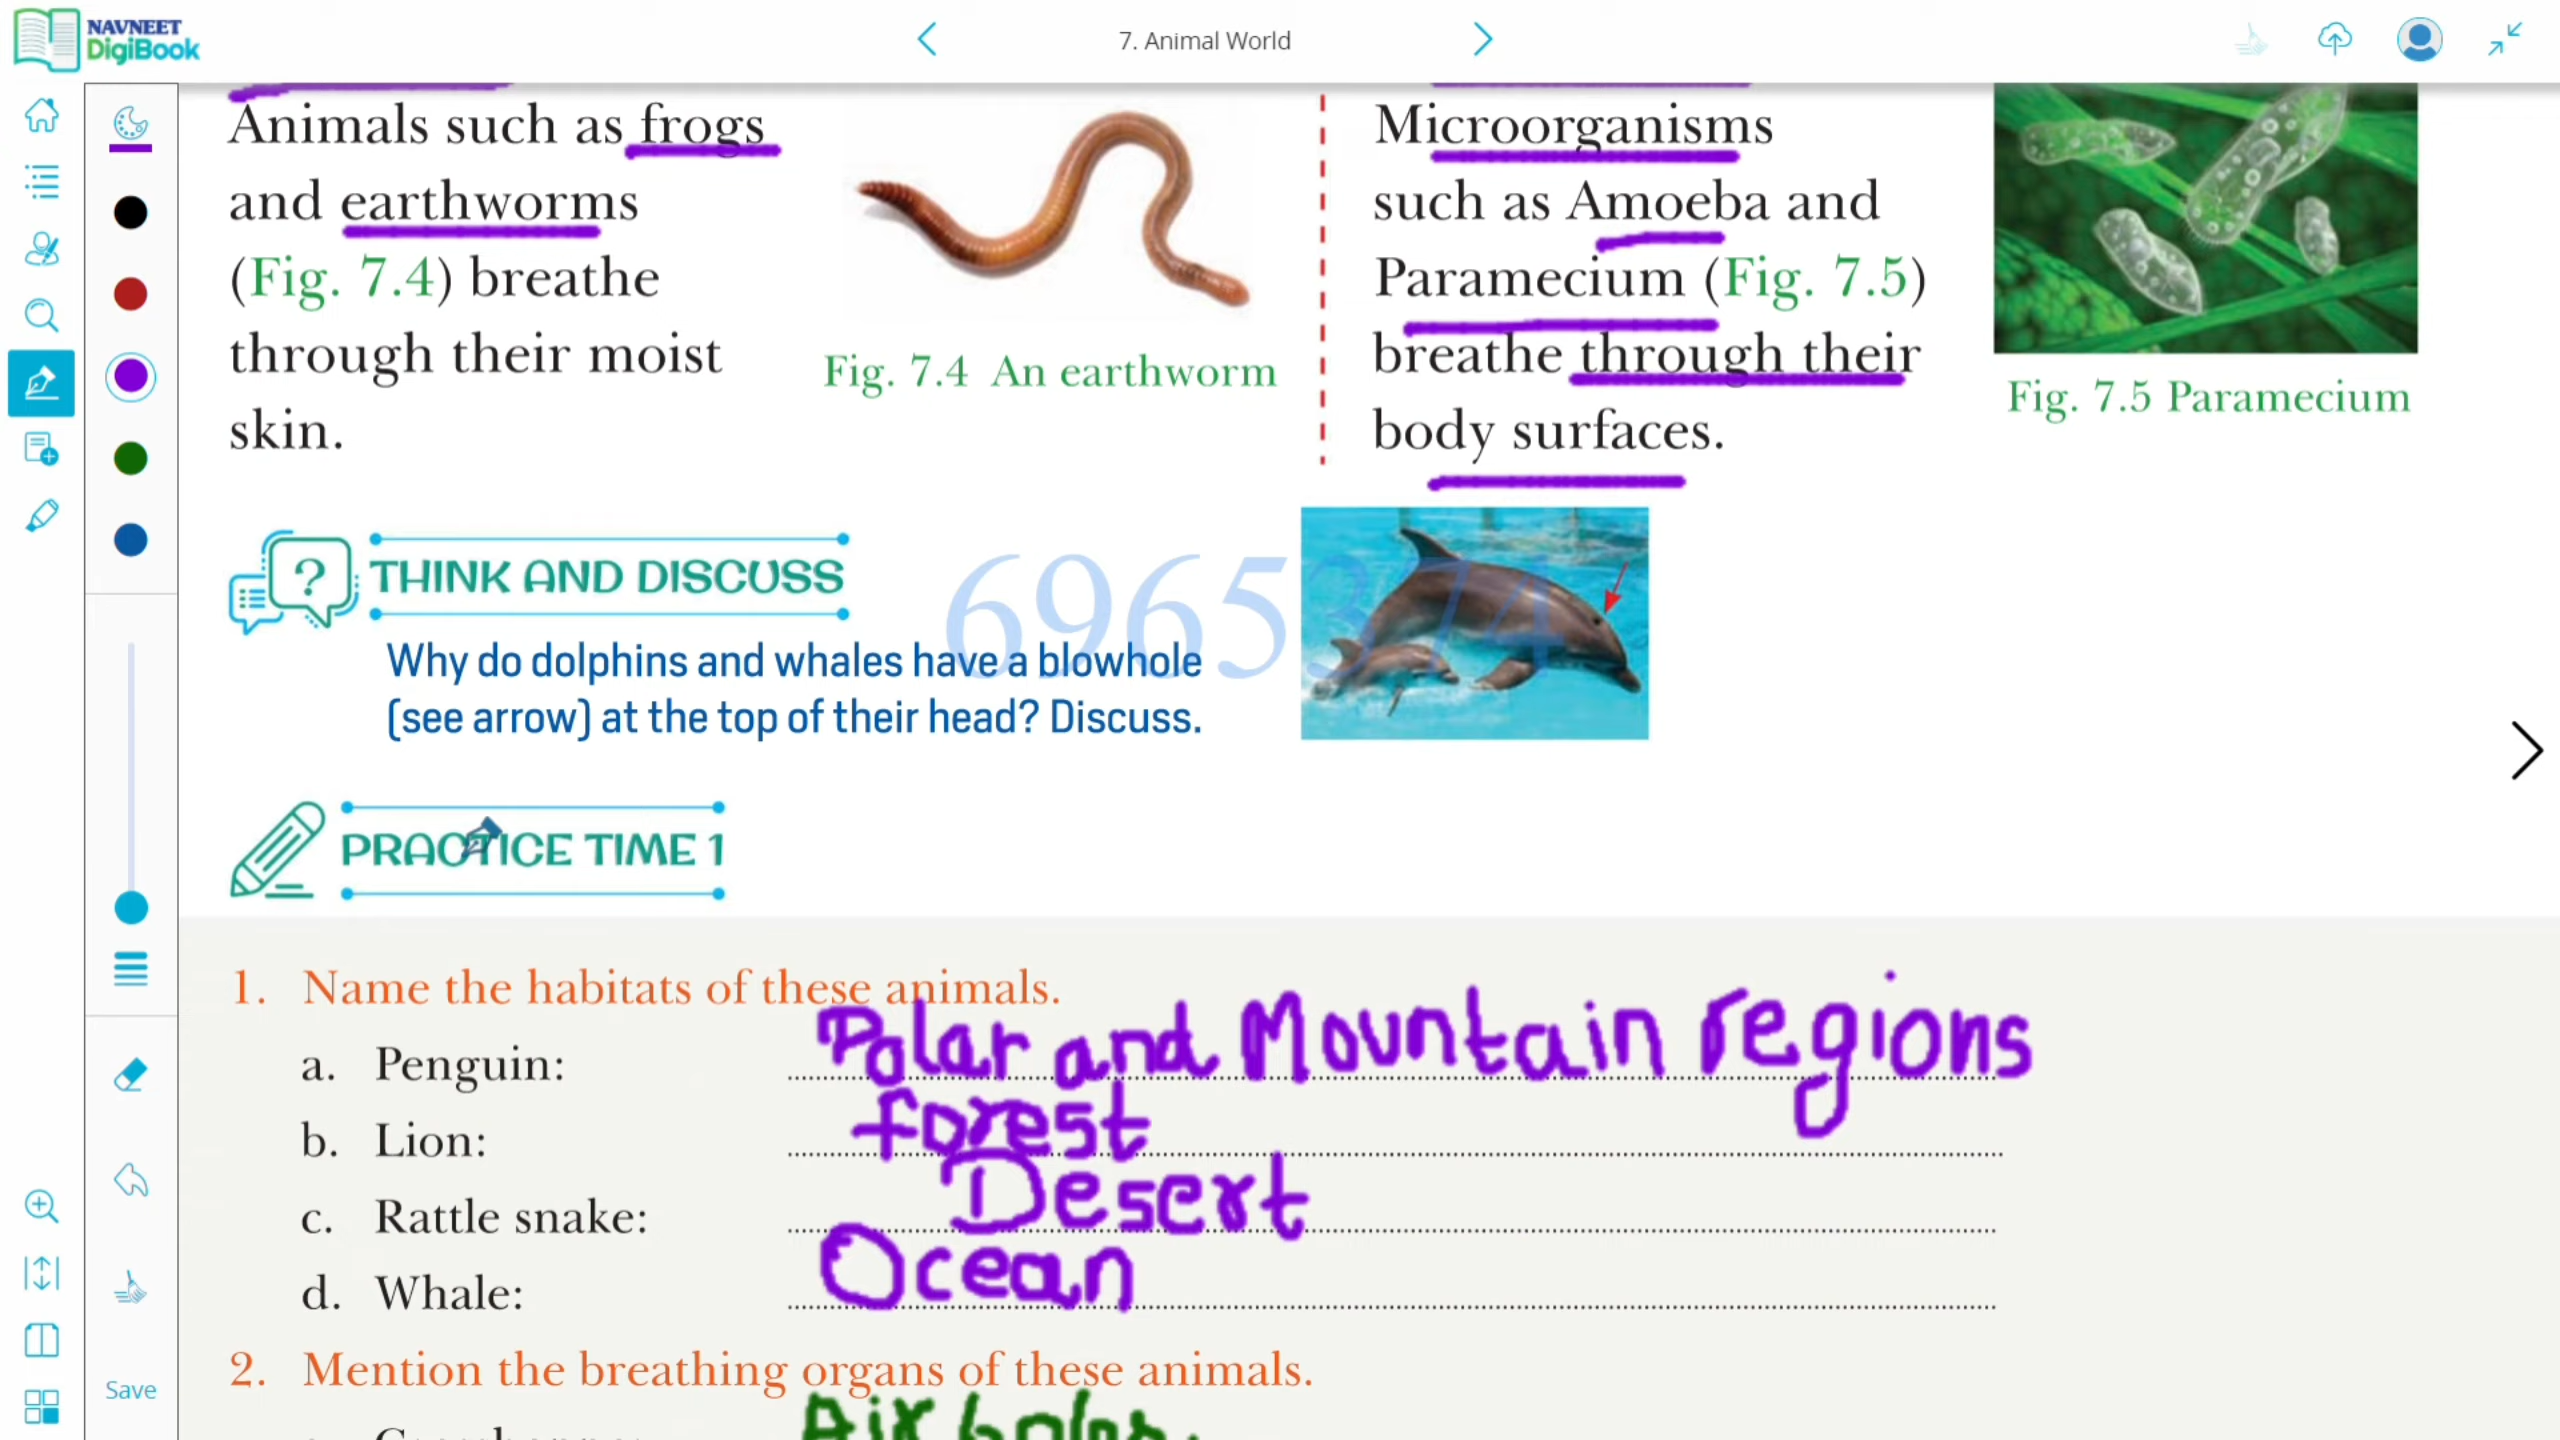 NAVNEET
DigiBook
7. Animal World
Animals such as frogs
and earthworms
(Fig. 7.4) breathe
through their moist
skin.
Fig. 7.4 An earthworm
Microorganisms
such as Amoeba and
Paramecium (Fig. 7.5)
breathe through their
body surfaces.
Fig. 7.5 Paramecium
? THINK AND DISCUSS
6965374
Why do dolphins and whales have a blowhole
(see arrow) at the top of their head? Discuss.
PRACTICE TIME 1
1. Name the habitats of these animals.
a. Penguin: Polar and Mountain regions
b. Lion: forest
c. Rattle snake: Desert
d. Whale: Ocean
2. Mention the breathing organs of these animals.
Air holes
Save